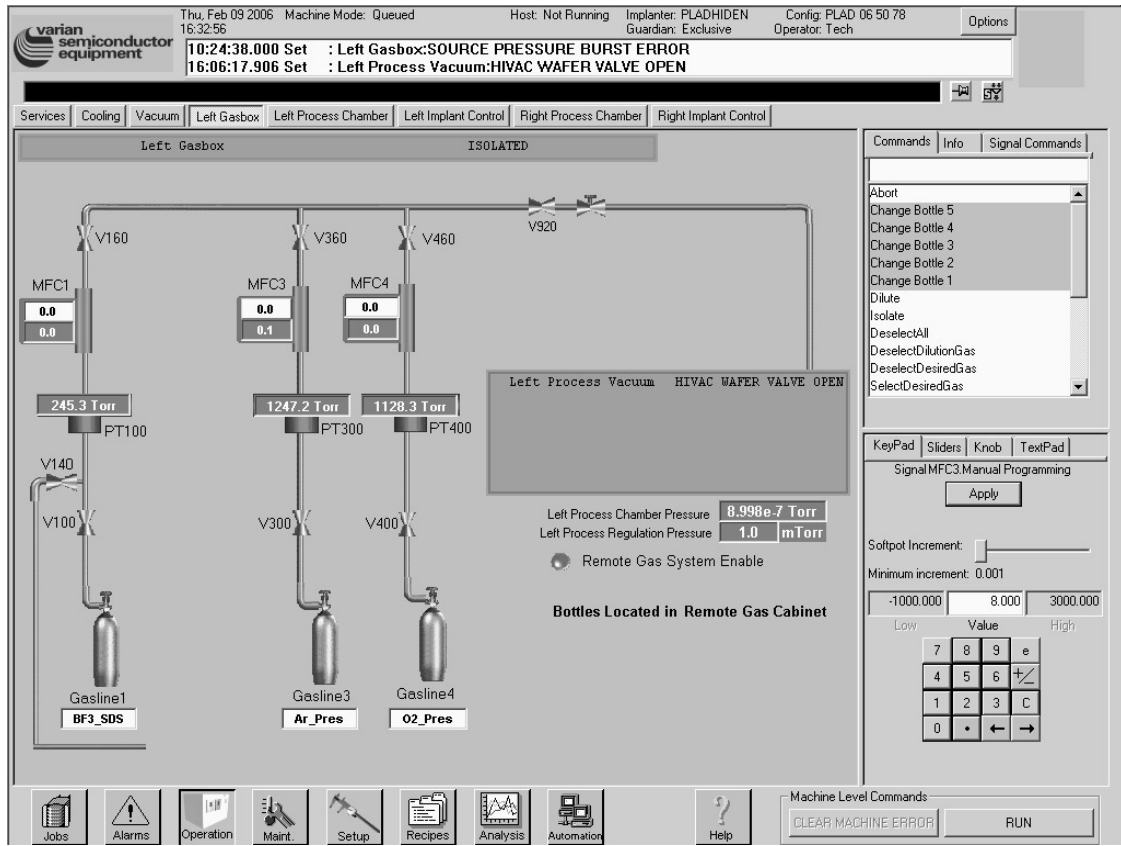 varian
semiconductor
equipment
Thu, Feb 09 2006 Machine Mode: Queued Host: Not Running Implanter: PLADHIDEN Config: PLAD 06 50 78
16:32:56 Guardian: Exclusive Operator: Tech
Options
10:24:38.000 Set : Left Gasbox:SOURCE PRESSURE BURST ERROR
16:06:17.906 Set : Left Process Vacuum:HIVAC WAFER VALVE OPEN
Services Cooling Vacuum Left Gasbox Left Process Chamber Left Implant Control Right Process Chamber Right Implant Control
Left Gasbox ISOLATED
V920
V160 V360 V460
MFC1 MFC3 MFC4
0.0 0.0 0.0
0.0 0.1 0.0
Left Process Vacuum HIVAC WAFER VALVE OPEN
245.3 Torr 1247.2 Torr 1128.3 Torr
PT100 PT300 PT400
V140
V100 V300 V400
Left Process Chamber Pressure 8.998e-7 Torr
Left Process Regulation Pressure 1.0 mTorr
Remote Gas System Enable
Bottles Located in Remote Gas Cabinet
Gasline1 Gasline3 Gasline4
BF3_SDS Ar_Pres O2_Pres
Commands Info Signal Commands
Abort
Change Bottle 5
Change Bottle 4
Change Bottle 3
Change Bottle 2
Change Bottle 1
Dilute
Isolate
DeselectAll
DeselectDilutionGas
DeselectDesiredGas
SelectDesiredGas
KeyPad Sliders Knob TextPad
Signal MFC3.Manual Programming
Apply
Softpot Increment:
Minimum increment: 0.001
-1000.000 8.000 3000.000
Low Value High
7 8 9 e
4 5 6 +/_
1 2 3 C
0 • ← →
Jobs Alarms Operation Maint. Setup Recipes Analysis Automation Help
Machine Level Commands
CLEAR MACHINE ERROR RUN